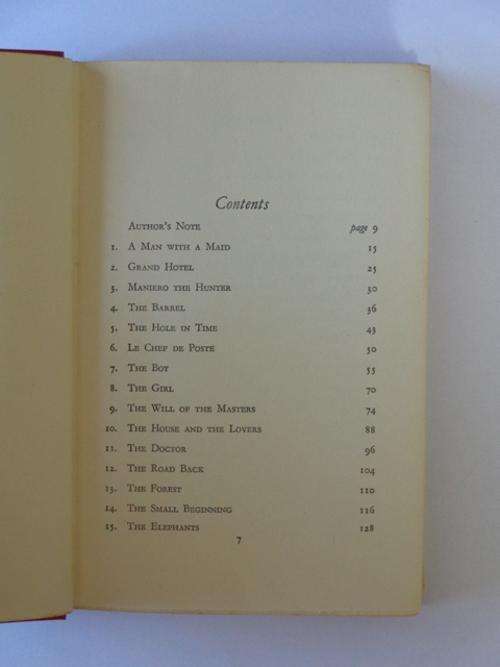 Contents
AUTHOR'S NOTE page 9
1. A MAN WITH A MAID 15
2. GRAND HOTEL 25
3. MANIERO THE HUNTER 30
4. THE BARREL 36
5. THE HOLE IN TIME 43
6. LE CHEF DE POSTE 50
7. THE BOY 55
8. THE GIRL 70
9. THE WILL OF THE MASTERS 74
10. THE HOUSE AND THE LOVERS 88
11. THE DOCTOR 96
12. THE ROAD BACK 104
13. THE FOREST 110
14. THE SMALL BEGINNING 116
15. THE ELEPHANTS 128
7